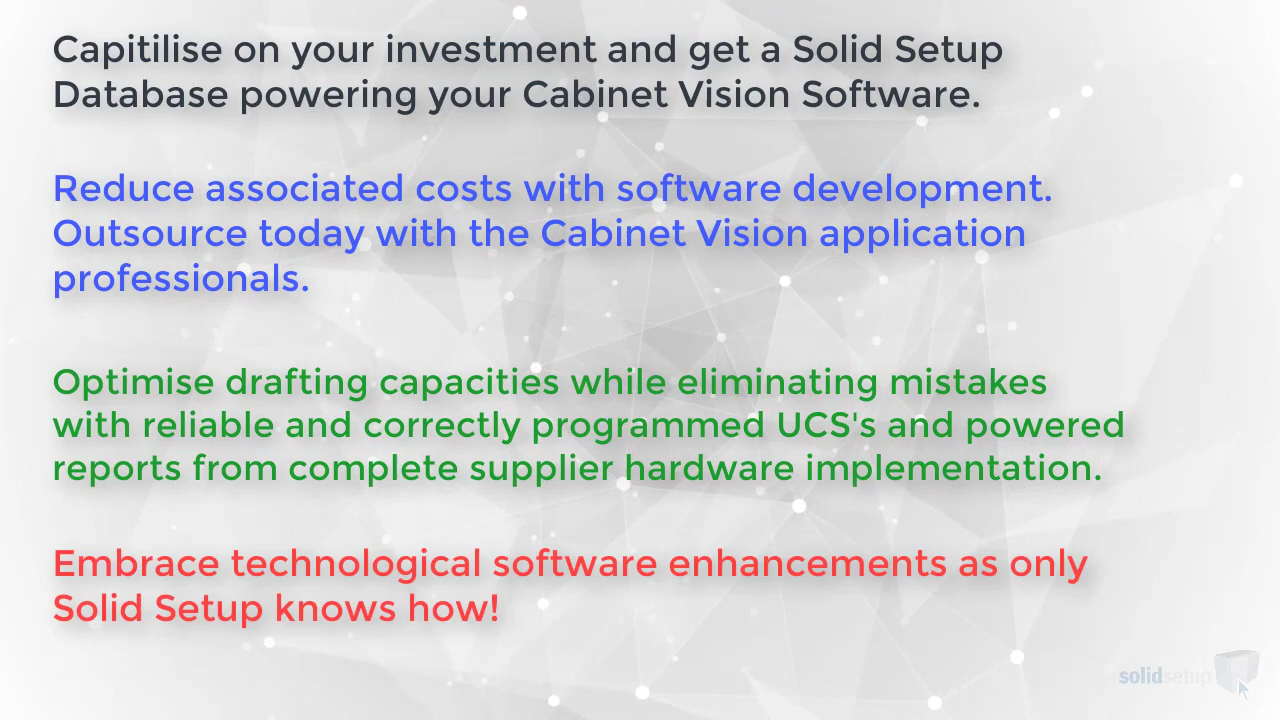 Capitilise on your investment and get a Solid Setup
Database powering your Cabinet Vision Software.
Reduce associated costs with software development.
Outsource today with the Cabinet Vision application
professionals.
Optimise drafting capacities while eliminating mistakes
with reliable and correctly programmed UCS's and powered
reports from complete supplier hardware implementation.
Embrace technological software enhancements as only
Solid Setup knows how!
solidsetup